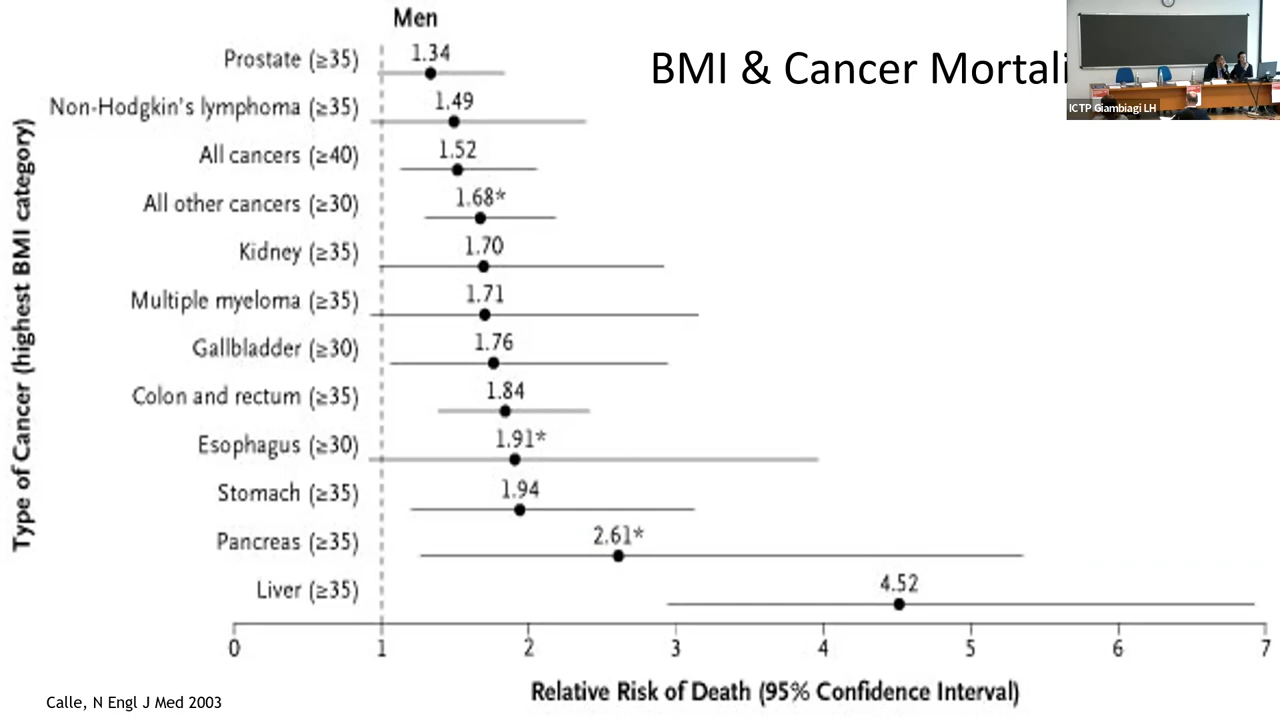 Men
BMI & Cancer Mortali
ICTP Giambiagi LH
Type of Cancer (highest BMI category)
Prostate (≥35)
1.34
Non-Hodgkin's lymphoma (≥35)
1.49
All cancers (≥40)
1.52
All other cancers (≥30)
1.68*
Kidney (≥35)
1.70
Multiple myeloma (≥35)
1.71
Gallbladder (≥30)
1.76
Colon and rectum (≥35)
1.84
Esophagus (≥30)
1.91*
Stomach (≥35)
1.94
Pancreas (≥35)
2.61*
Liver (≥35)
4.52
0 1 2 3 4 5 6 7
Relative Risk of Death (95% Confidence Interval)
Calle, N Engl J Med 2003